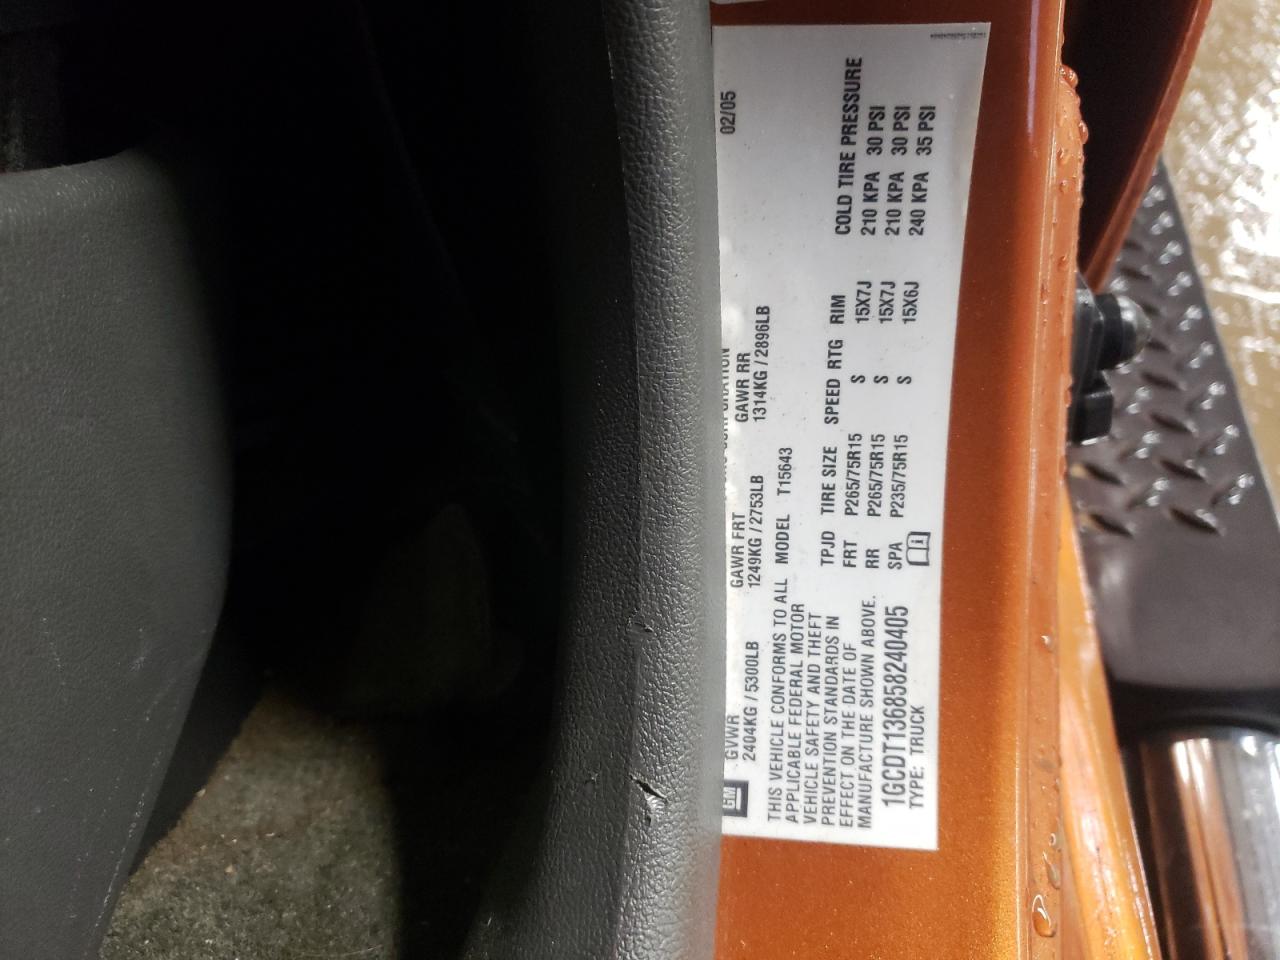 02/05
CORPORATION
GM GVWR GAWR FRT GAWR RR
2404KG / 5300LB 1249KG / 2753LB 1314KG / 2896LB
THIS VEHICLE CONFORMS TO ALL
APPLICABLE FEDERAL MOTOR
VEHICLE SAFETY AND THEFT
PREVENTION STANDARDS IN
EFFECT ON THE DATE OF
MANUFACTURE SHOWN ABOVE.
1GCDT136858240405
TYPE: TRUCK
MODEL T15643
TPJD TIRE SIZE SPEED RTG RIM COLD TIRE PRESSURE
FRT P265/75R15 S 15X7J 210 KPA 30 PSI
RR P265/75R15 S 15X7J 210 KPA 30 PSI
SPA P235/75R15 S 15X6J 240 KPA 35 PSI